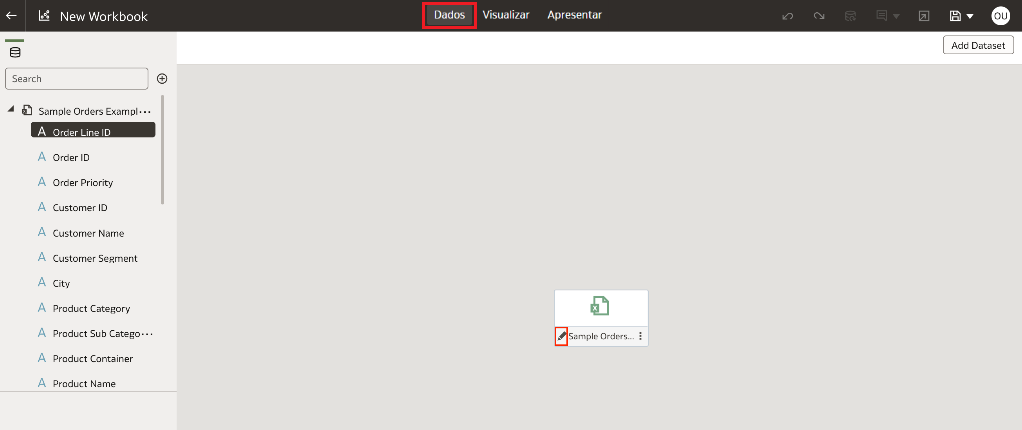 New Workbook
Dados Visualizar Apresentar
OU
Add Dataset
Search
Sample Orders Exampl...
Order Line ID
Order ID
Order Priority
Customer ID
Customer Name
Customer Segment
City
Product Category
Product Sub Catego...
Product Container
Product Name
Sample Orders...